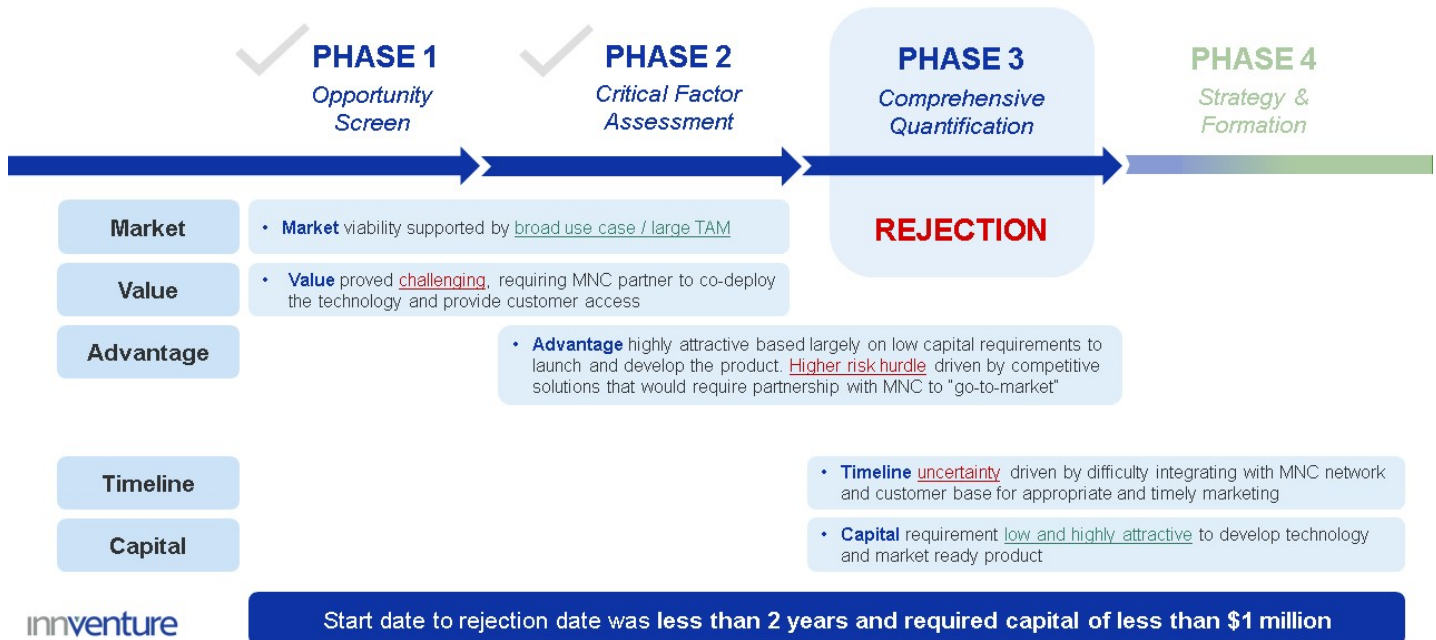 PHASE 1
Opportunity
Screen
PHASE 2
Critical Factor
Assessment
PHASE 3
Comprehensive
Quantification
PHASE 4
Strategy &
Formation
REJECTION
Market
• Market viability supported by broad use case / large TAM
Value
• Value proved challenging, requiring MNC partner to co-deploy
the technology and provide customer access
Advantage
• Advantage highly attractive based largely on low capital requirements to
launch and develop the product. Higher risk hurdle driven by competitive
solutions that would require partnership with MNC to "go-to-market"
Timeline
• Timeline uncertainty driven by difficulty integrating with MNC network
and customer base for appropriate and timely marketing
Capital
• Capital requirement low and highly attractive to develop technology
and market ready product
innventure
Start date to rejection date was less than 2 years and required capital of less than $1 million